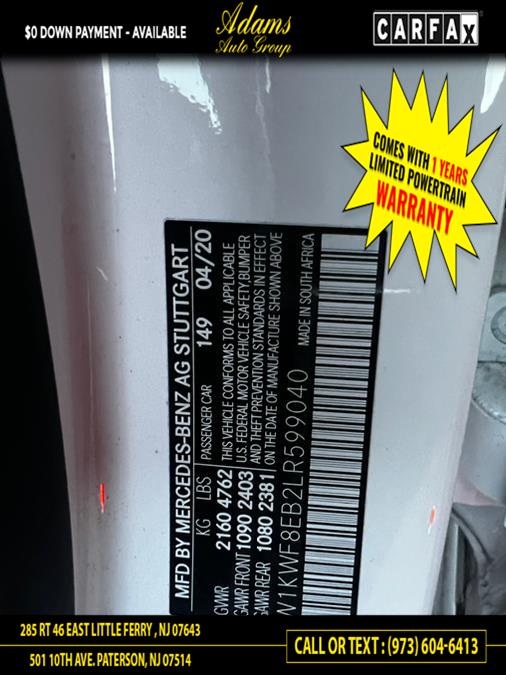 $0 DOWN PAYMENT - AVAILABLE
Adams
Auto Group
CARFAX
COMES WITH 1 YEARS
LIMITED POWERTRAIN
WARRANTY
MFD BY MERCEDES-BENZ AG STUTTGART
KG LBS PASSENGER CAR 149 04/20
GVWR 2160 4762
GAWR FRONT 1090 2403
GAWR REAR 1080 2381
THIS VEHICLE CONFORMS TO ALL APPLICABLE
U.S. FEDERAL MOTOR VEHICLE SAFETY, BUMPER
AND THEFT PREVENTION STANDARDS IN EFFECT
ON THE DATE OF MANUFACTURE SHOWN ABOVE
W1KWF8EB2LR599040
MADE IN SOUTH AFRICA
285 RT 46 EAST LITTLE FERRY , NJ 07643
501 10TH AVE. PATERSON, NJ 07514
CALL OR TEXT : (973) 604-6413